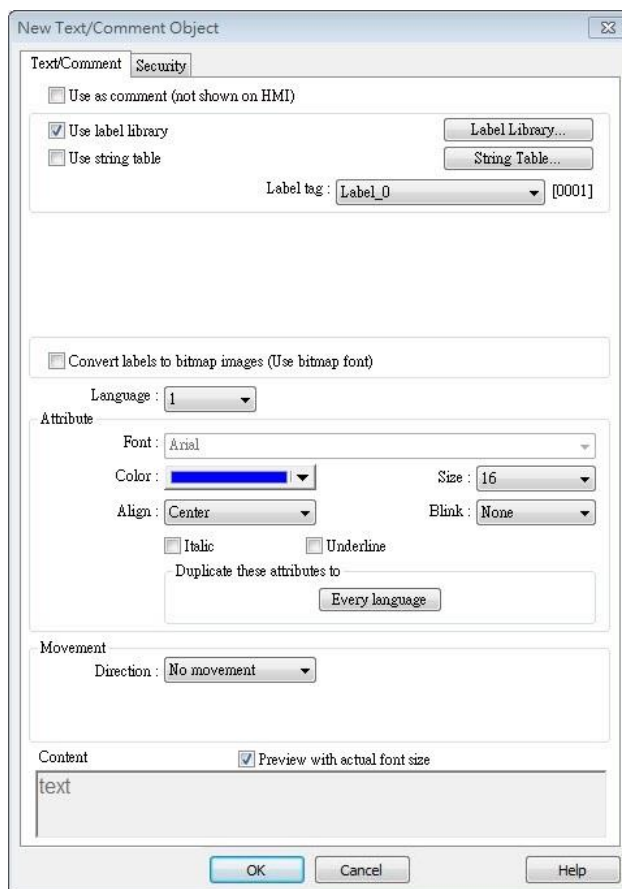 New Text/Comment Object
Text/Comment Security
Use as comment (not shown on HMI)
Use label library Label Library...
Use string table String Table...
Label tag : Label_0 [0001]
Convert labels to bitmap images (Use bitmap font)
Language : 1
Attribute
Font : Arial
Color : Size : 16
Align : Center Blink : None
Italic Underline
Duplicate these attributes to
Every language
Movement
Direction : No movement
Content Preview with actual font size
text
OK Cancel Help